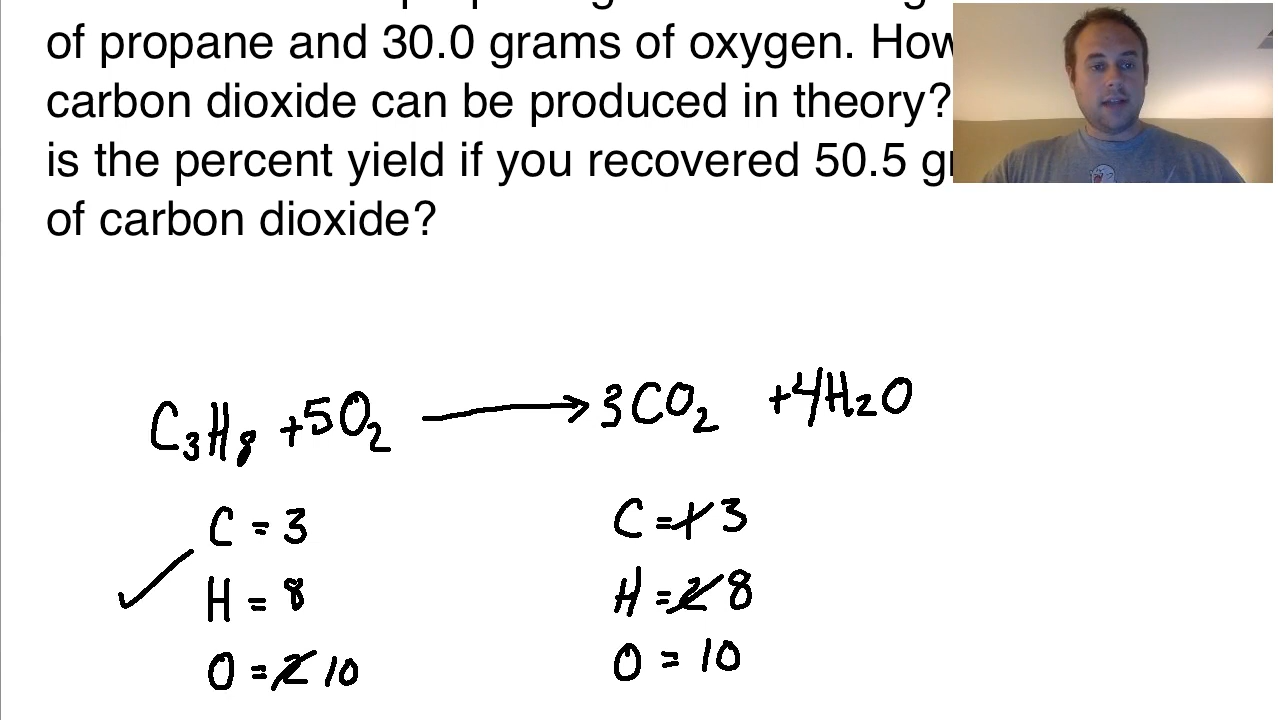 of propane and 30.0 grams of oxygen. How
carbon dioxide can be produced in theory?
is the percent yield if you recovered 50.5
of carbon dioxide?
C3H8 +5O2 → 3CO2 +4H2O
C = 3 C = 1 3
H = 8 H = 2 8
O = 2 10 O = 10